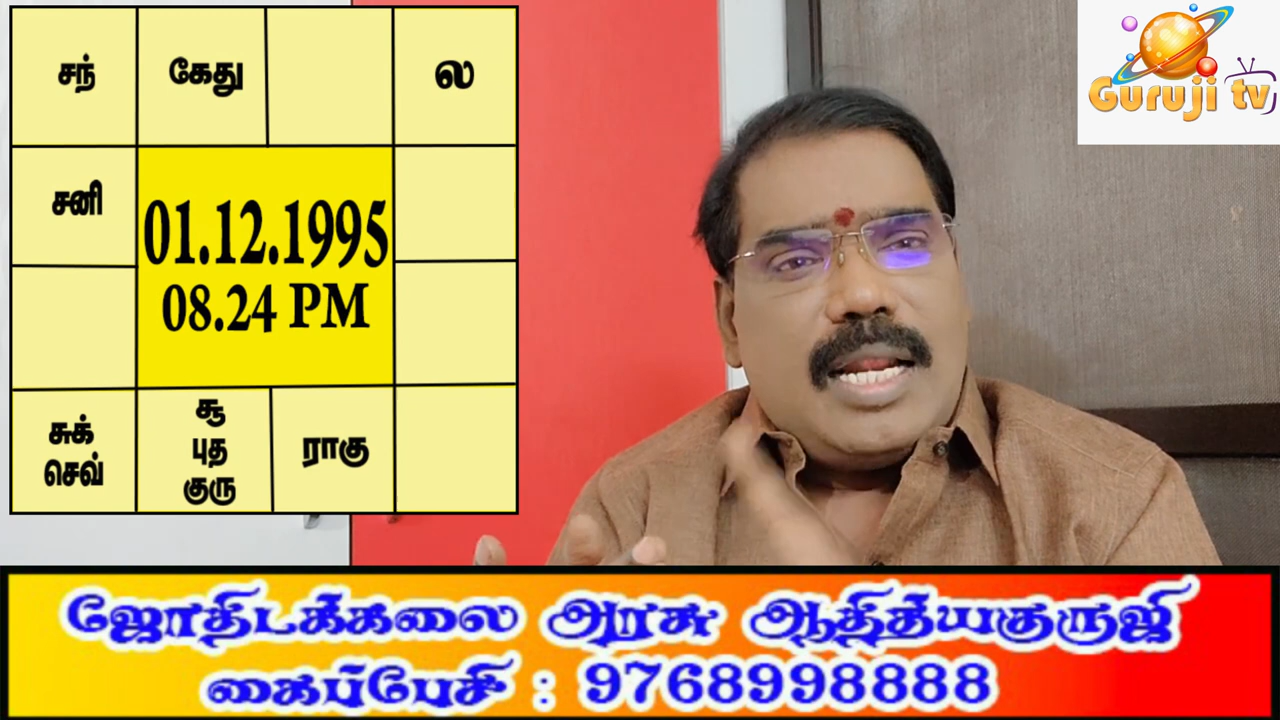 சந்
கேது
ல
சனி
01.12.1995
08.24 PM
சுக்
செவ்
சூ
புத
குரு
ராகு
Guruji tv
ஜோதிடக்கலை அரசு ஆதித்யகுருஜி
கைப்பேசி : 9768998888